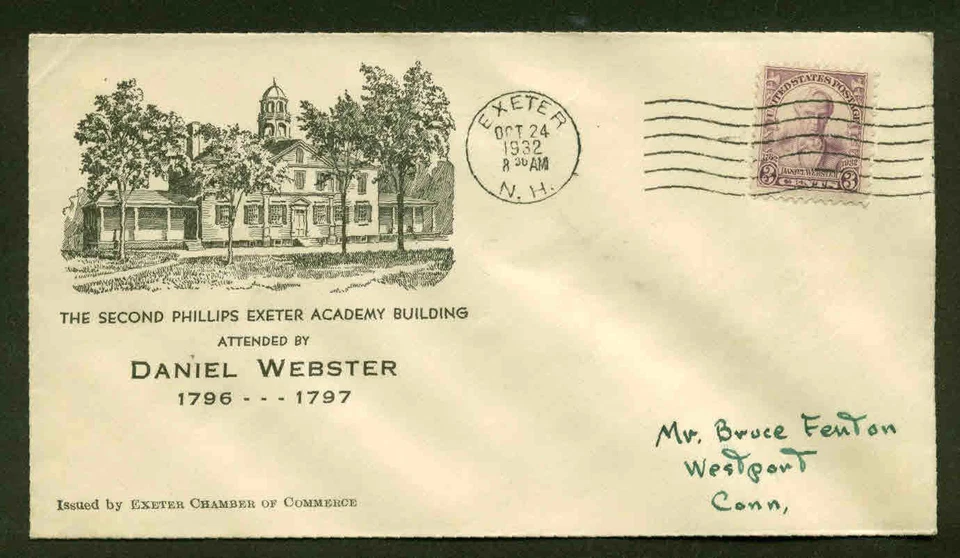 THE SECOND PHILLIPS EXETER ACADEMY BUILDING
ATTENDED BY
DANIEL WEBSTER
1796 - - - 1797
Issued by EXETER CHAMBER OF COMMERCE
EXETER
OCT 24
1932
8 30 AM
N. H.
UNITED STATES POSTAGE
1782 1932
DANIEL WEBSTER
3 CENTS 3
Mr. Bruce Fenton
Westport
Conn,